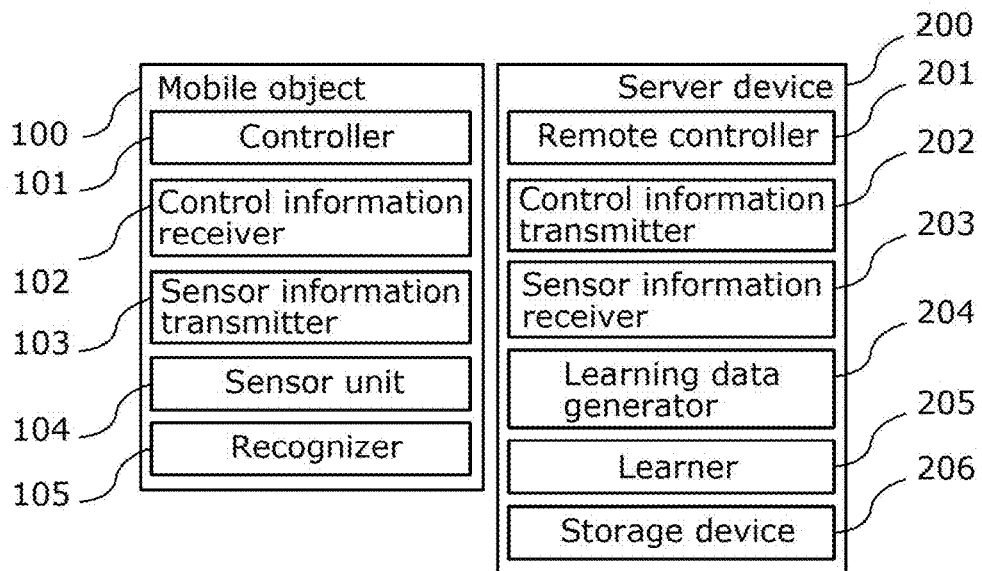 200
Mobile object
Server device
100
201
Controller
Remote controller
101
202
Control information
receiver
Control information
transmitter
102
203
Sensor information
transmitter
Sensor information
receiver
103
204
Sensor unit
Learning data
generator
104
205
Recognizer
Learner
105
206
Storage device